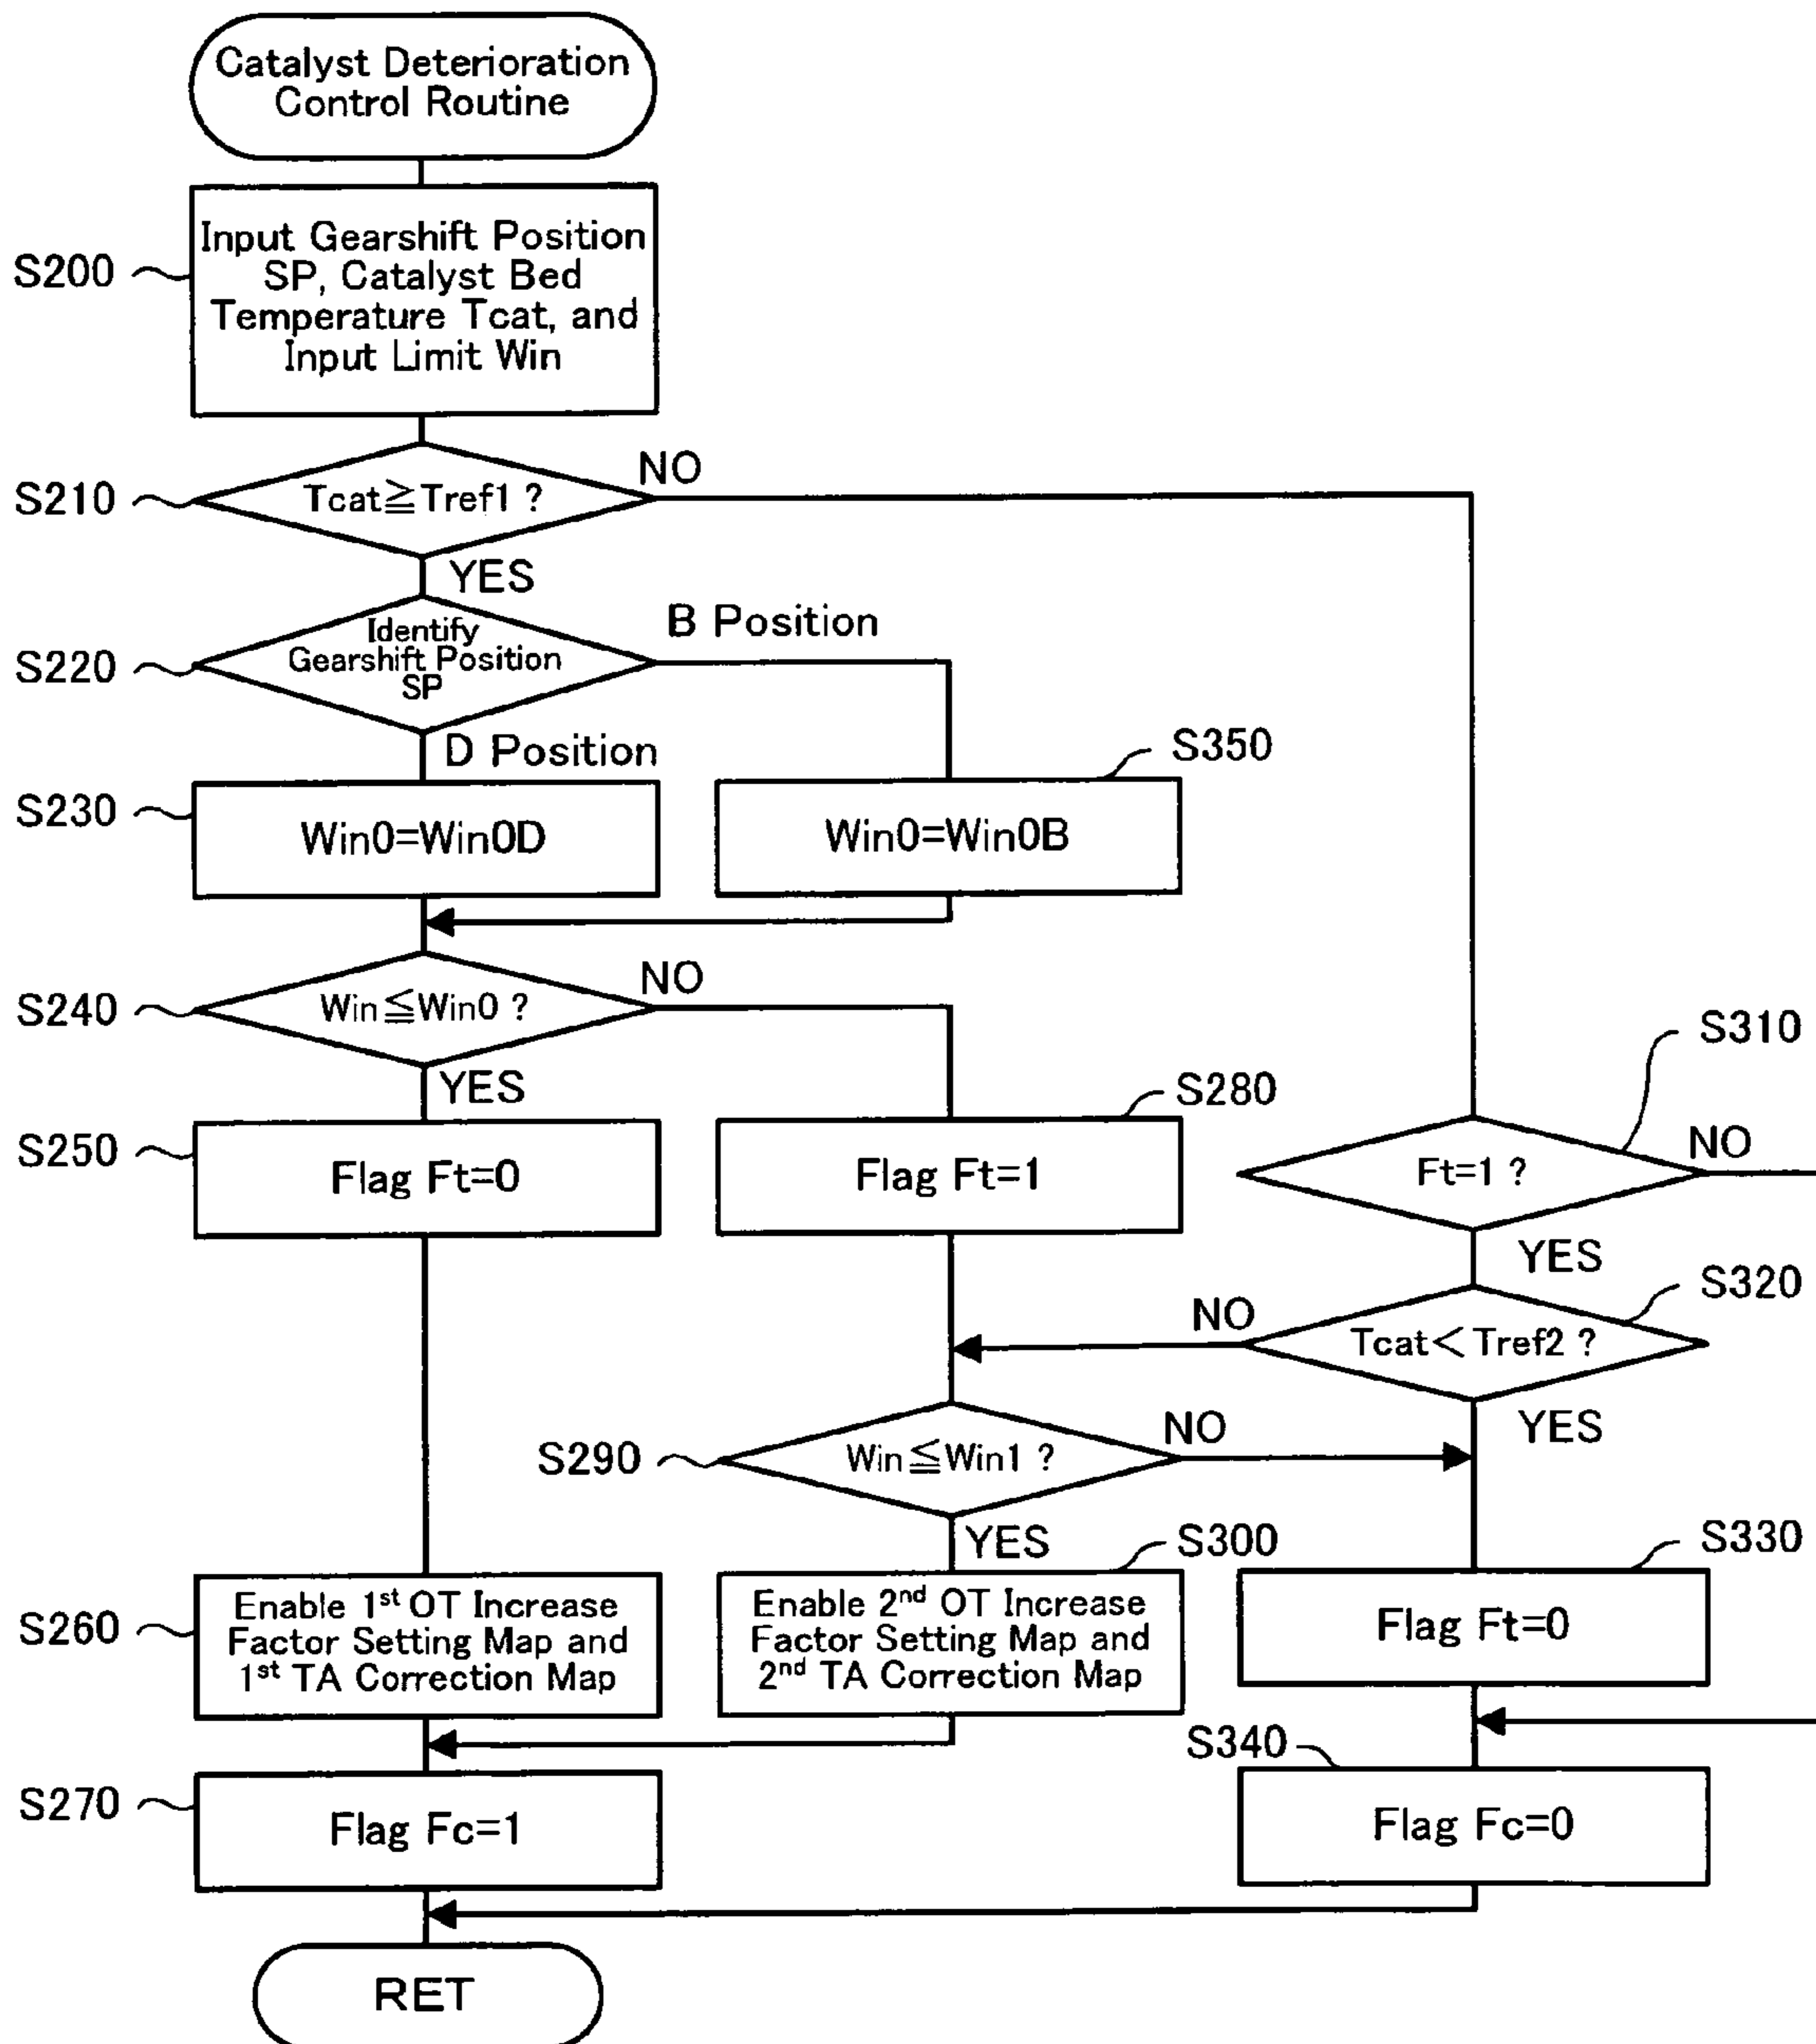 Catalyst Deterioration
Control Routine
S200
Input Gearshift Position
SP, Catalyst Bed
Temperature Tcat, and
Input Limit Win
S210
Tcat≧Tref1 ?
NO
YES
S220
Identify
Gearshift Position
SP
B Position
D Position
S230
Win0=Win0D
S350
Win0=Win0B
S240
Win≦Win0 ?
NO
YES
S250
Flag Ft=0
S280
Flag Ft=1
S310
Ft=1 ?
NO
YES
S320
Tcat<Tref2 ?
NO
YES
S290
Win≦Win1 ?
NO
YES
S260
Enable 1st OT Increase
Factor Setting Map and
1st TA Correction Map
S300
Enable 2nd OT Increase
Factor Setting Map and
2nd TA Correction Map
S330
Flag Ft=0
S270
Flag Fc=1
S340
Flag Fc=0
RET